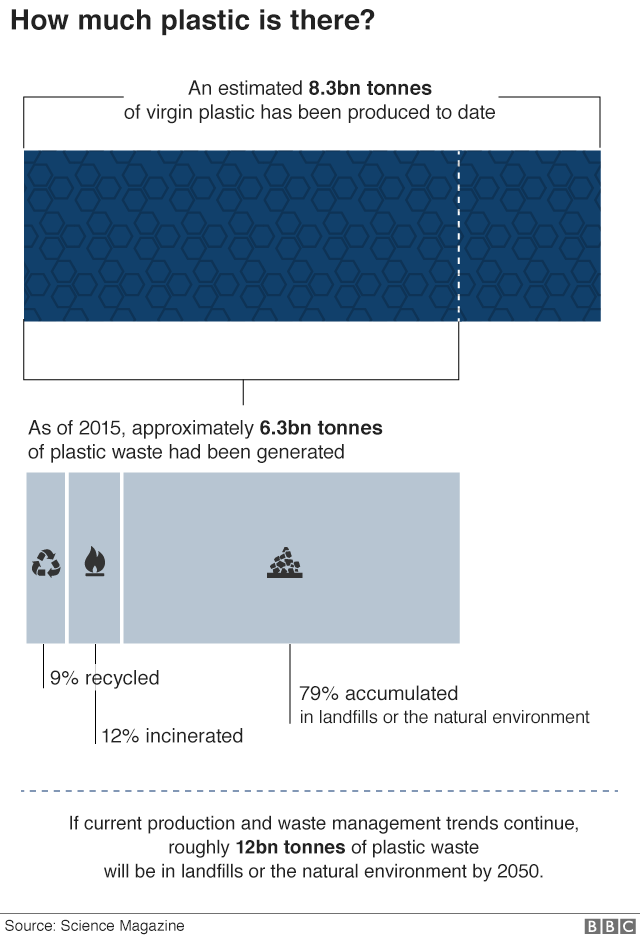 How much plastic is there?
An estimated 8.3bn tonnes
of virgin plastic has been produced to date
As of 2015, approximately 6.3bn tonnes
of plastic waste had been generated
9% recycled
79% accumulated
in landfills or the natural environment
12% incinerated
If current production and waste management trends continue,
roughly 12bn tonnes of plastic waste
will be in landfills or the natural environment by 2050.
Source: Science Magazine
BBC